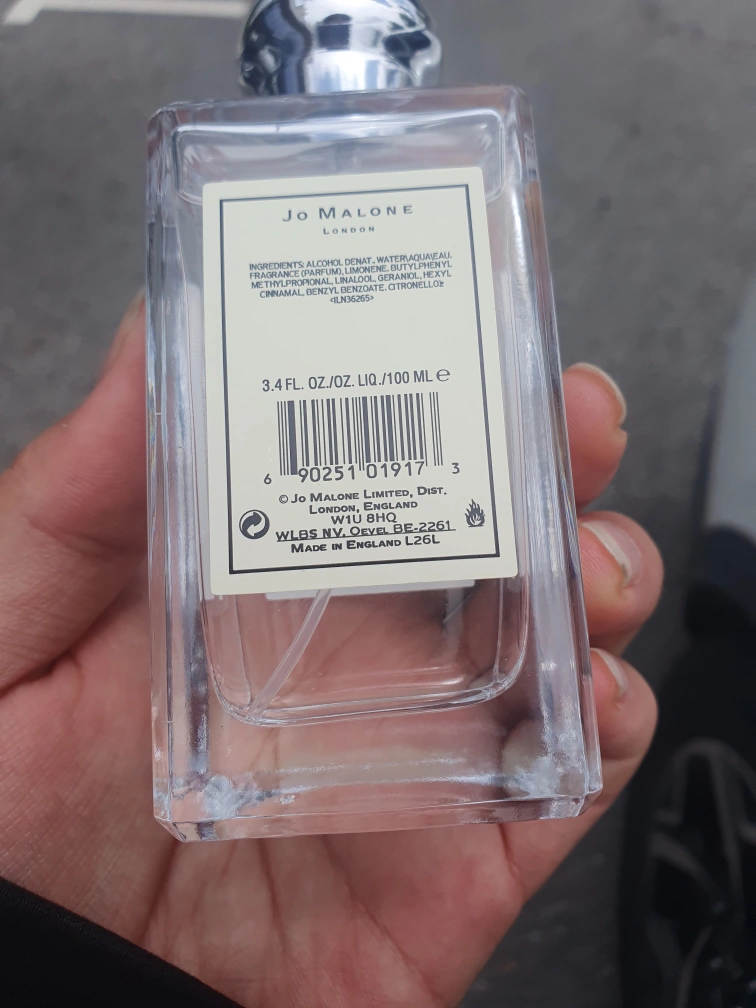 JO MALONE
LONDON
INGREDIENTS: ALCOHOL DENAT., WATER\AQUA\EAU,
FRAGRANCE (PARFUM), LIMONENE, BUTYLPHENYL
METHYLPROPIONAL, LINALOOL, GERANIOL, HEXYL
CINNAMAL, BENZYL BENZOATE, CITRONELLOL
<ILN36265>
3.4 FL. OZ./OZ. LIQ./100 ML ℮
6 90251 01917 3
© JO MALONE LIMITED, DIST.
LONDON, ENGLAND
W1U 8HQ
WLBS NV. OEVEL BE-2261
MADE IN ENGLAND L26L